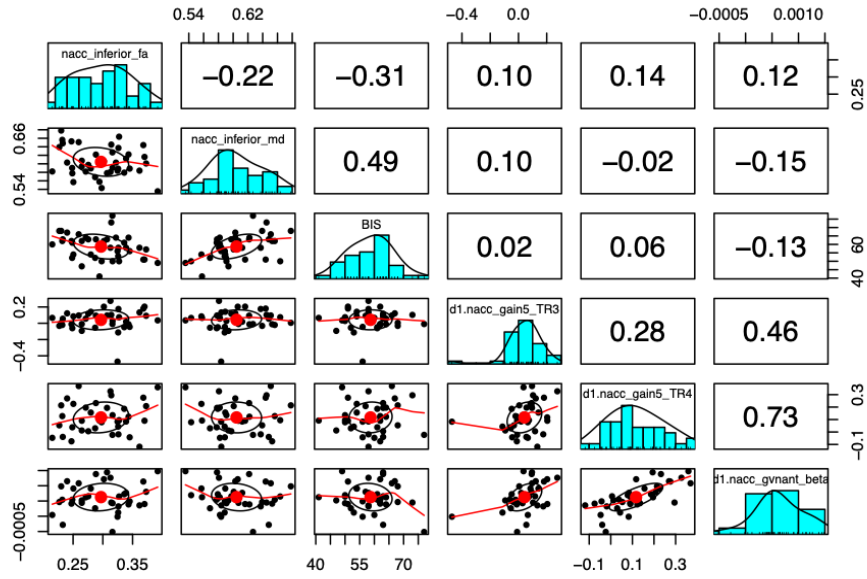 0.54 0.62 −0.4 0.0 −0.0005 0.0010
nacc_inferior_fa −0.22 −0.31 0.10 0.14 0.12 0.25
0.54 0.66 nacc_inferior_md 0.49 0.10 −0.02 −0.15
BIS 0.02 0.06 −0.13 40 60 80
−0.4 0.2 d1.nacc_gain5_TR3 0.28 0.46
d1.nacc_gain5_TR4 0.73 −0.1 0.1 0.3
−0.0005 d1.nacc_gvnant_beta
0.25 0.35 40 50 70 −0.1 0.1 0.3